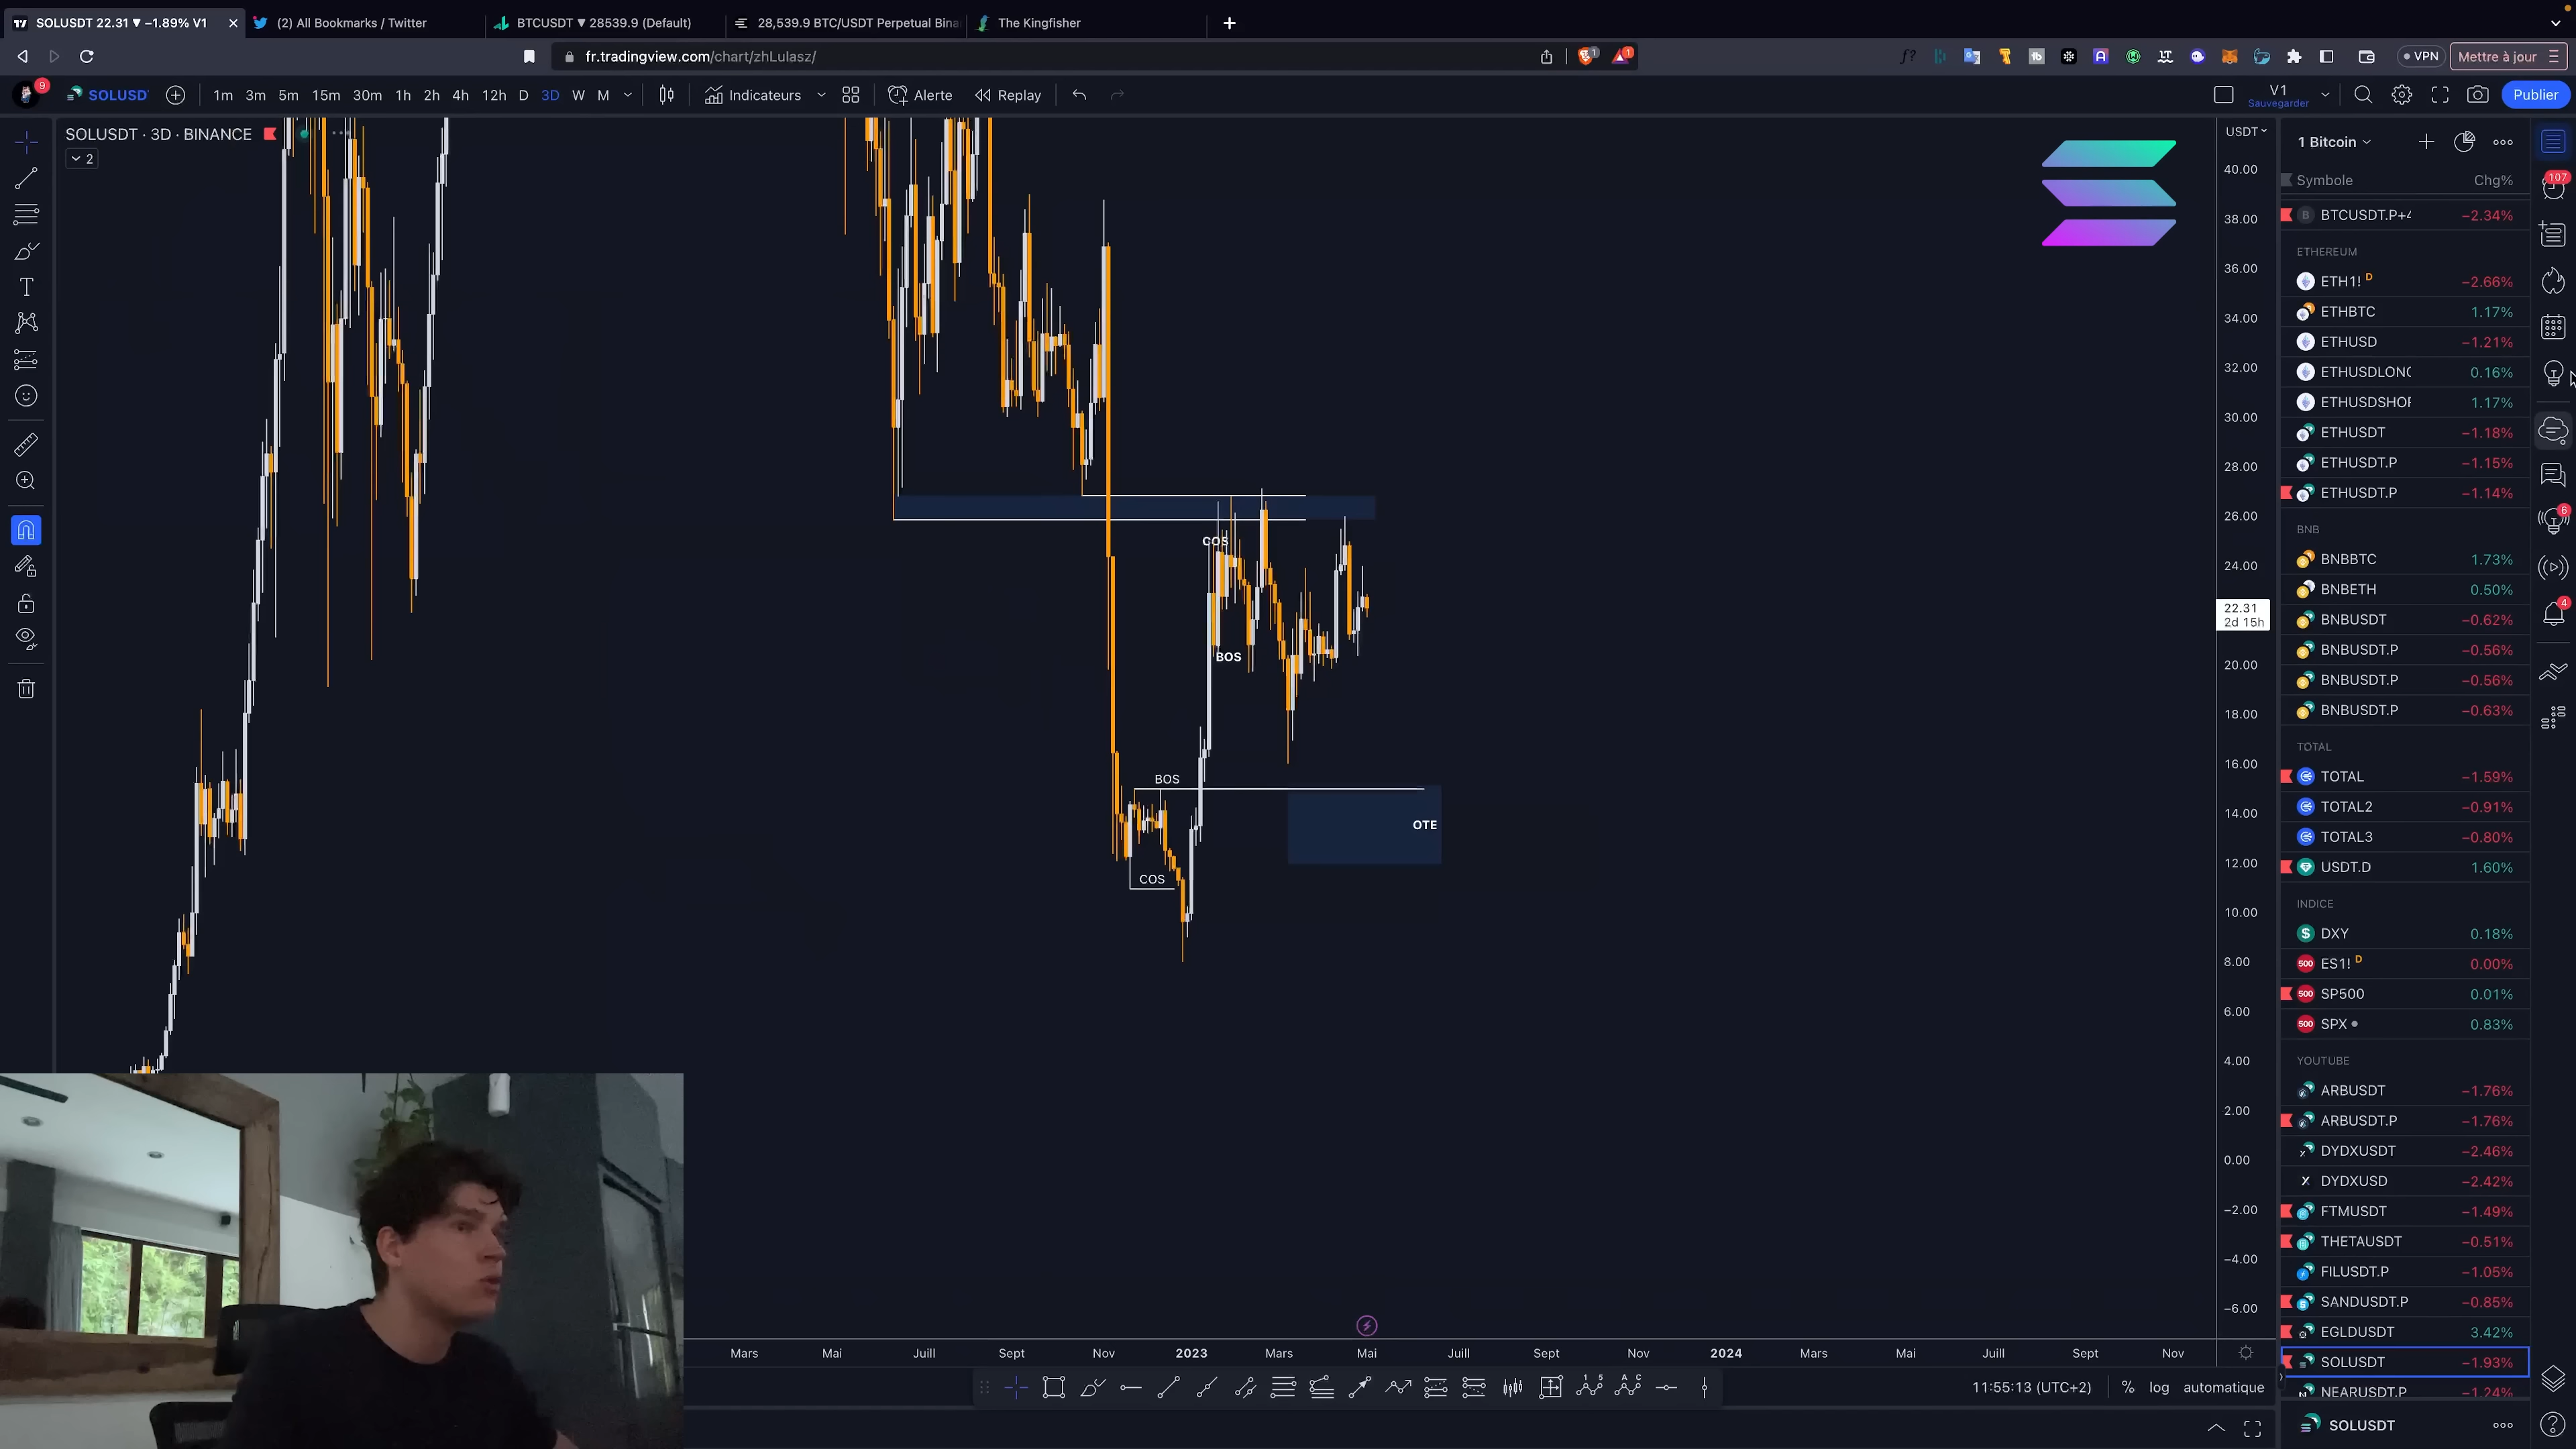 SOLUSDT 22.31 ▼ −1.89% V1
(2) All Bookmarks / Twitter
BTCUSDT ▼ 28539.9 (Default)
28,539.9 BTC/USDT Perpetual Bina
The Kingfisher
fr.tradingview.com/chart/zhLulasz/
VPN
Mettre à jour
9
SOLUSD
1m 3m 5m 15m 30m 1h 2h 4h 12h D 3D W M
Indicateurs
Alerte
Replay
V1
Sauvegarder
Publier
SOLUSDT · 3D · BINANCE
2
USDT
40.00
38.00
36.00
34.00
32.00
30.00
28.00
26.00
24.00
22.31
2d 15h
20.00
18.00
16.00
14.00
12.00
10.00
8.00
6.00
4.00
2.00
0.00
−2.00
−4.00
−6.00
COS
BOS
BOS
OTE
COS
Mars Mai Juill Sept Nov 2023 Mars Mai Juill Sept Nov 2024 Mars Mai Juill Sept Nov
11:55:13 (UTC+2) % log automatique
1 Bitcoin
Symbole Chg%
BTCUSDT.P+4 −2.34%
ETHEREUM
ETH1! D −2.66%
ETHBTC 1.17%
ETHUSD −1.21%
ETHUSDLONG 0.16%
ETHUSDSHOR 1.17%
ETHUSDT −1.18%
ETHUSDT.P −1.15%
ETHUSDT.P −1.14%
BNB
BNBBTC 1.73%
BNBETH 0.50%
BNBUSDT −0.62%
BNBUSDT.P −0.56%
BNBUSDT.P −0.56%
BNBUSDT.P −0.63%
TOTAL
TOTAL −1.59%
TOTAL2 −0.91%
TOTAL3 −0.80%
USDT.D 1.60%
INDICE
DXY 0.18%
ES1! D 0.00%
SP500 0.01%
SPX 0.83%
YOUTUBE
ARBUSDT −1.76%
ARBUSDT.P −1.76%
DYDXUSDT −2.46%
DYDXUSD −2.42%
FTMUSDT −1.49%
THETAUSDT −0.51%
FILUSDT.P −1.05%
SANDUSDT.P −0.85%
EGLDUSDT 3.42%
SOLUSDT −1.93%
NEARUSDT.P −1.24%
SOLUSDT
107
6
4